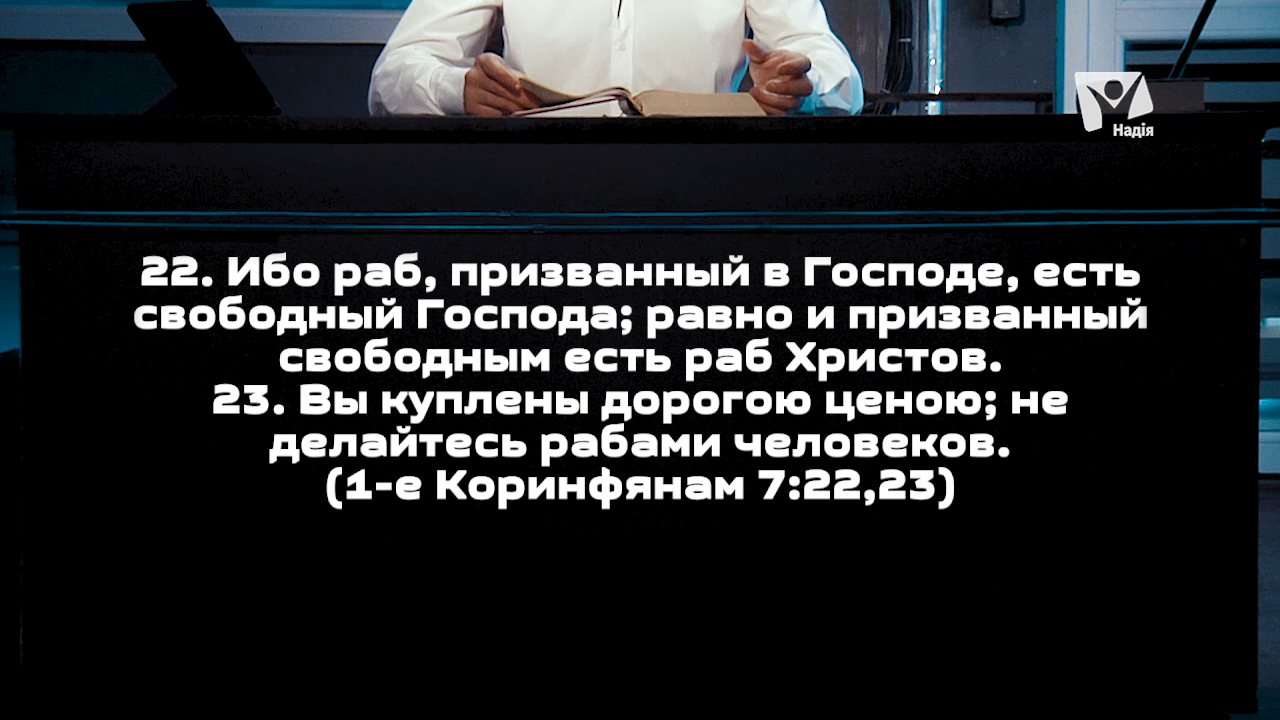 Надія
22. Ибо раб, призванный в Господе, есть
свободный Господа; равно и призванный
свободным есть раб Христов.
23. Вы куплены дорогою ценою; не
делайтесь рабами человеков.
(1-е Коринфянам 7:22,23)